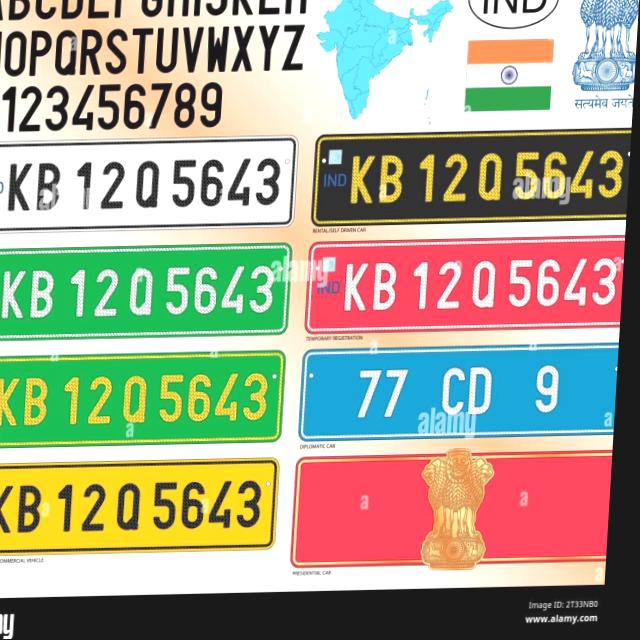 ABCDEFGHIJKLM
NOPQRSTUVWXYZ
123456789
IND
सत्यमेव जयते
KB 12 Q 5643
IND KB 12 Q 5643
RENTAL/SELF DRIVEN CAR
KB 12 Q 5643
IND KB 12 Q 5643
TEMPORARY REGISTRATION
KB 12 Q 5643
77 CD 9
DIPLOMATIC CAR
KB 12 Q 5643
COMMERCIAL VEHICLE
PRESIDENTIAL CAR
alamy
alamy
alamy
Image ID: 2T33NB0
www.alamy.com